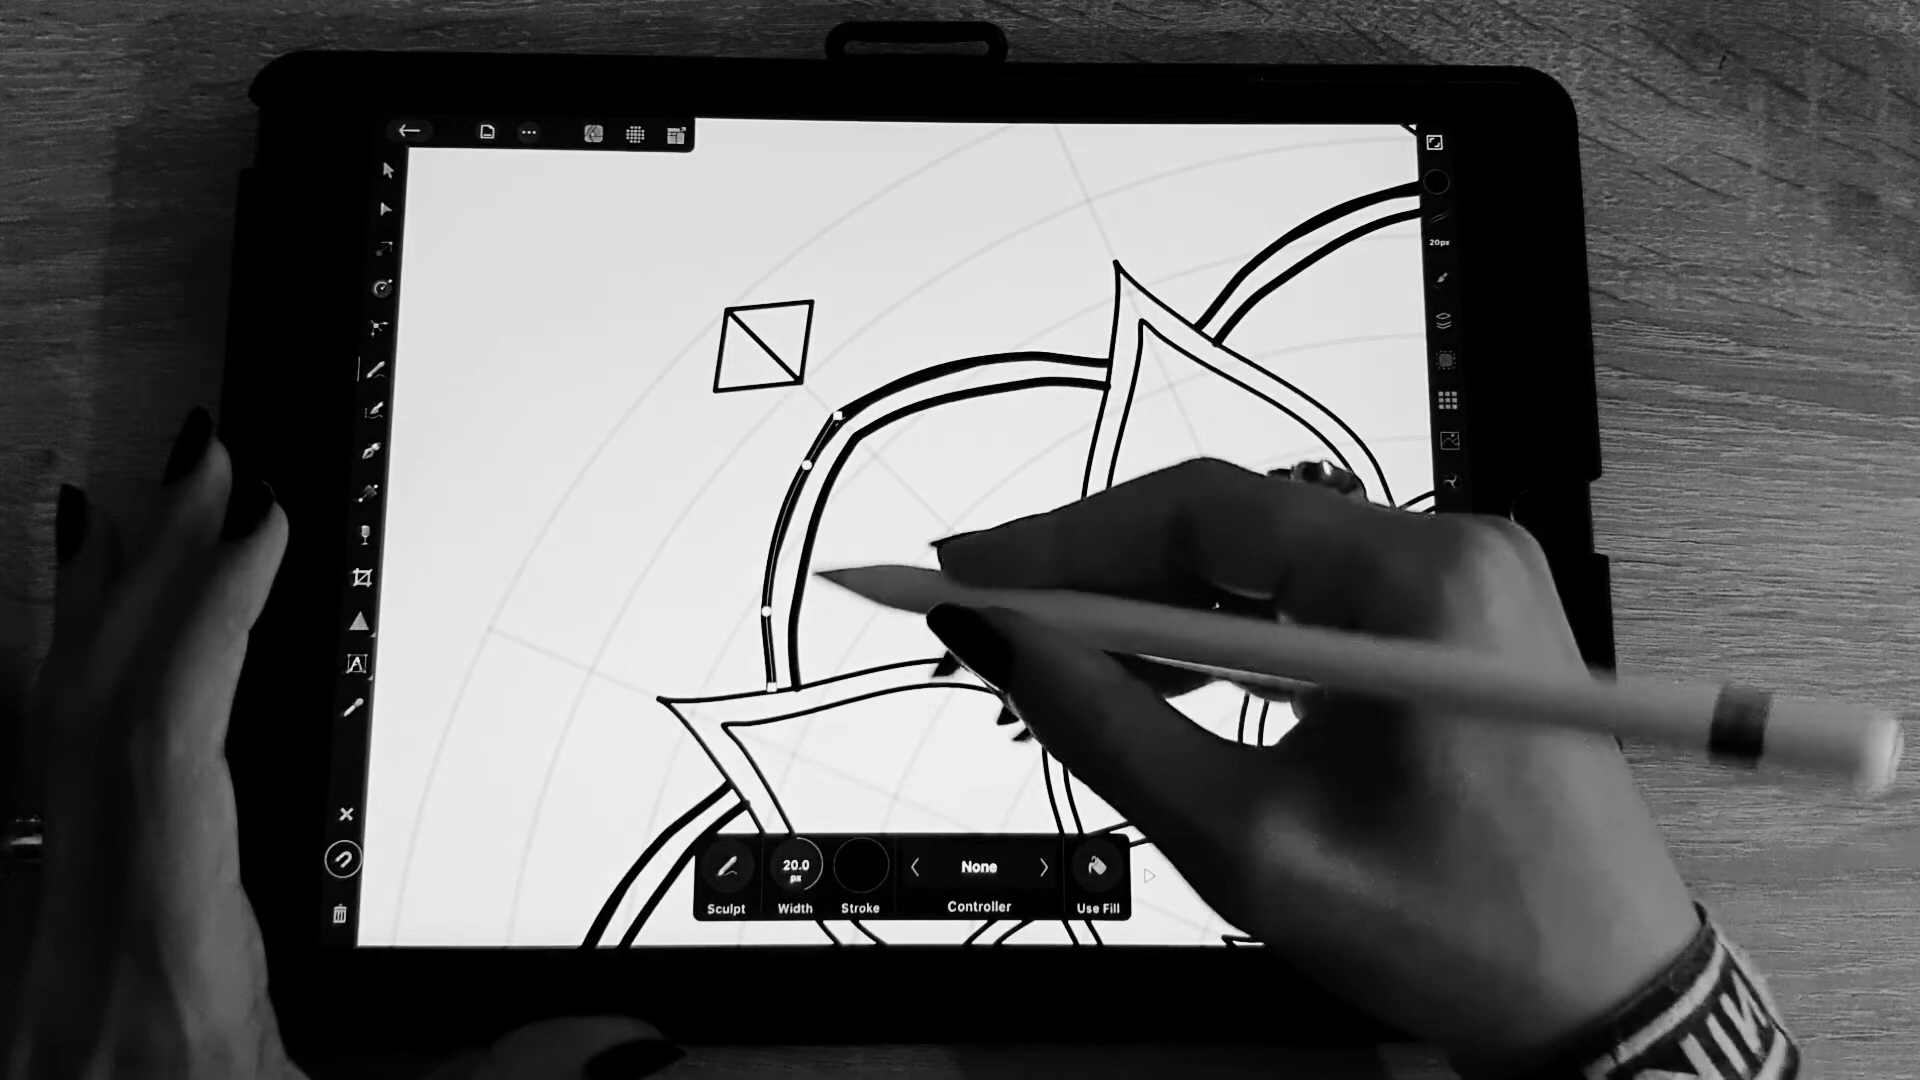 20px
A
20.0
px
None
Sculpt
Width
Stroke
Controller
Use Fill